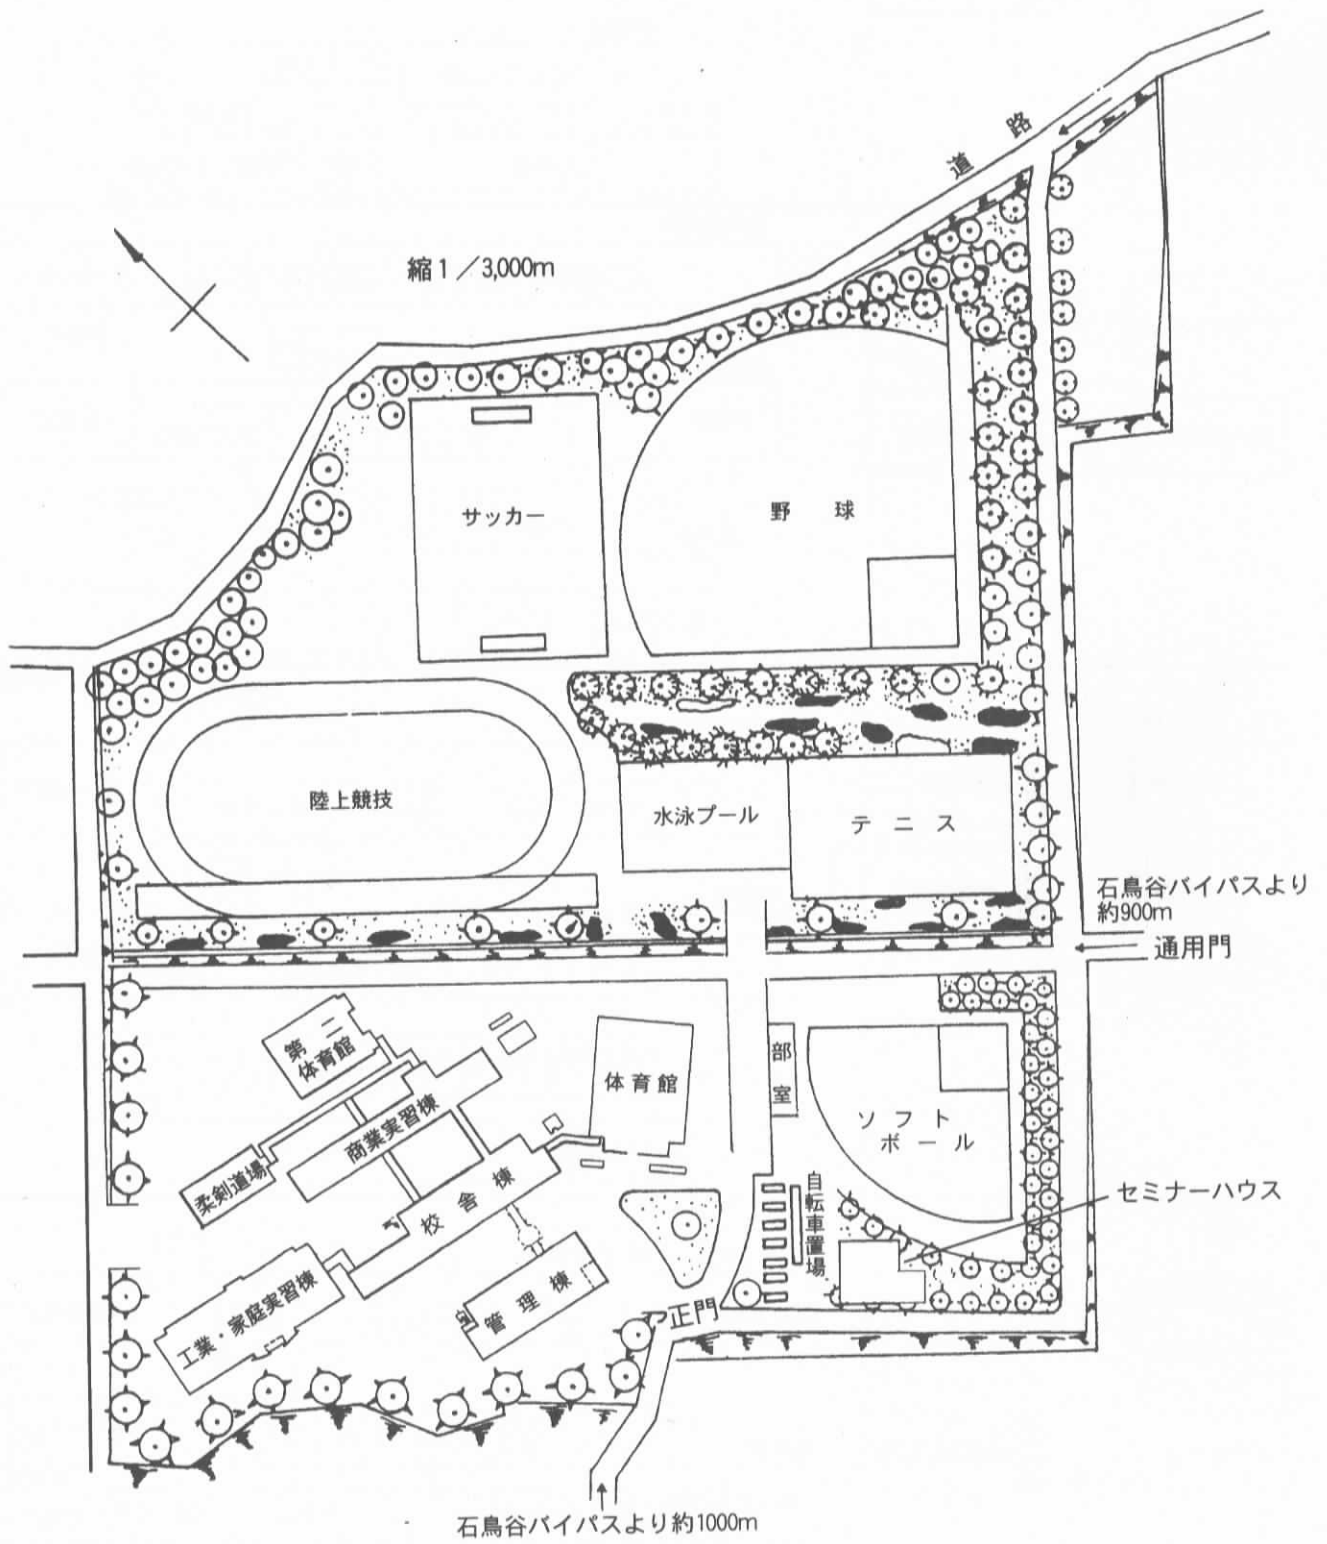 道路
縮1／3,000m
サッカー
野球
陸上競技
水泳プール
テニス
石鳥谷バイパスより
約900m
通用門
第二
体育館
体育館
部室
商業実習棟
ソフト
ボール
柔剣道場
校舎棟
自転車置場
セミナーハウス
工業・家庭実習棟
管理棟
正門
石鳥谷バイパスより約1000m